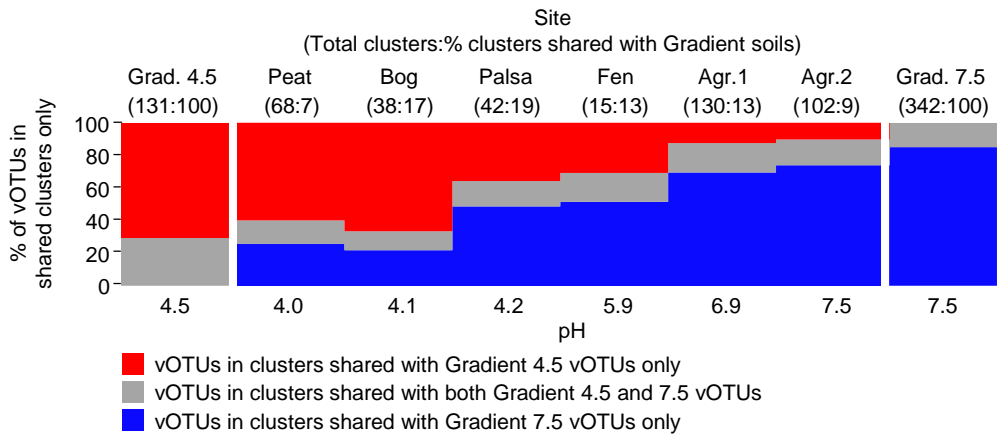 Site
(Total clusters:% clusters shared with Gradient soils)
Grad. 4.5 Peat Bog Palsa Fen Agr.1 Agr.2 Grad. 7.5
(131:100) (68:7) (38:17) (42:19) (15:13) (130:13) (102:9) (342:100)
% of vOTUs in
shared clusters only
100
80
60
40
20
0
4.5 4.0 4.1 4.2 5.9 6.9 7.5 7.5
pH
vOTUs in clusters shared with Gradient 4.5 vOTUs only
vOTUs in clusters shared with both Gradient 4.5 and 7.5 vOTUs
vOTUs in clusters shared with Gradient 7.5 vOTUs only